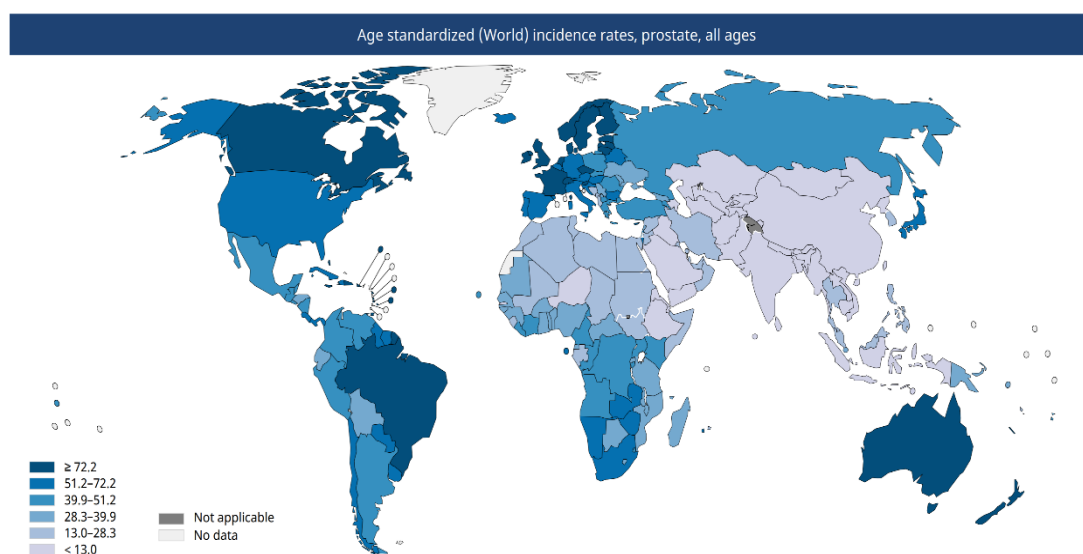 Age standardized (World) incidence rates, prostate, all ages
≥ 72.2
51.2–72.2
39.9–51.2
28.3–39.9
13.0–28.3
< 13.0
Not applicable
No data